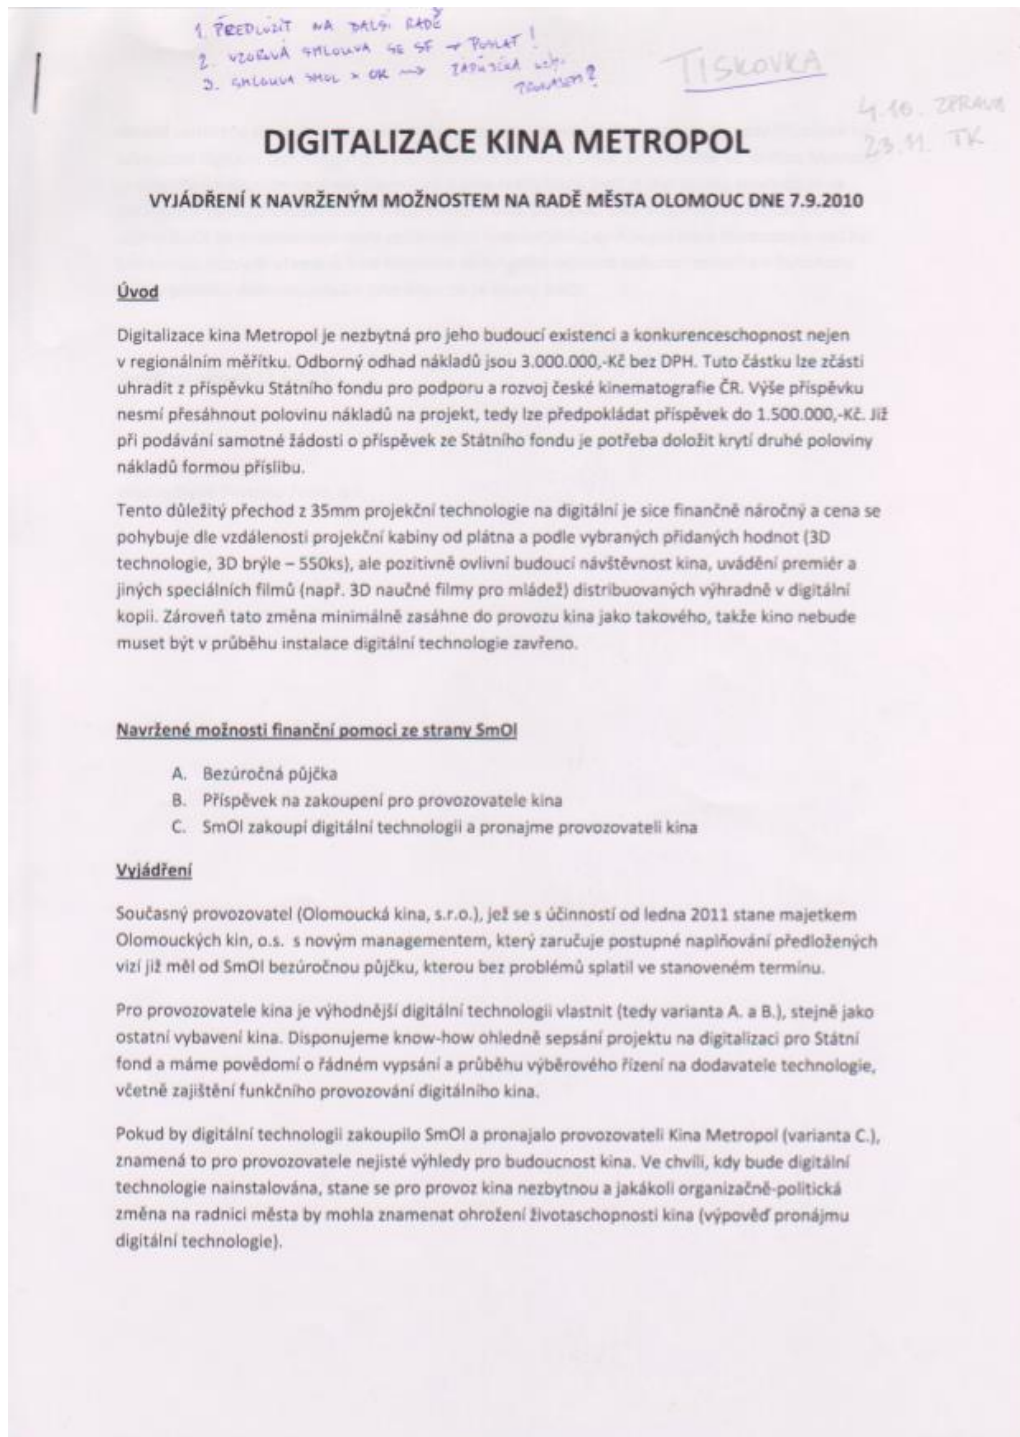 1. PŘEDLOŽIT NA DALŠÍ RADĚ
2. VZOROVÁ SMLOUVA SE SF → POSLAT!
3. SMLOUVA SMOL × OK → ZÁPŮJČKA
TISKOVKA
4.10. ZPRAVA
23.11. TK
DIGITALIZACE KINA METROPOL
VYJÁDŘENÍ K NAVRŽENÝM MOŽNOSTEM NA RADĚ MĚSTA OLOMOUC DNE 7.9.2010
Úvod
Digitalizace kina Metropol je nezbytná pro jeho budoucí existenci a konkurenceschopnost nejen
v regionálním měřítku. Odborný odhad nákladů jsou 3.000.000,-Kč bez DPH. Tuto částku lze zčásti
uhradit z příspěvku Státního fondu pro podporu a rozvoj české kinematografie ČR. Výše příspěvku
nesmí přesáhnout polovinu nákladů na projekt, tedy lze předpokládat příspěvek do 1.500.000,-Kč. Již
při podávání samotné žádosti o příspěvek ze Státního fondu je potřeba doložit krytí druhé poloviny
nákladů formou příslibu.
Tento důležitý přechod z 35mm projekční technologie na digitální je sice finančně náročný a cena se
pohybuje dle vzdálenosti projekční kabiny od plátna a podle vybraných přidaných hodnot (3D
technologie, 3D brýle – 550ks), ale pozitivně ovlivní budoucí návštěvnost kina, uvádění premiér a
jiných speciálních filmů (např. 3D naučné filmy pro mládež) distribuovaných výhradně v digitální
kopii. Zároveň tato změna minimálně zasáhne do provozu kina jako takového, takže kino nebude
muset být v průběhu instalace digitální technologie zavřeno.
Navržené možnosti finanční pomoci ze strany SmOl
A. Bezúročná půjčka
B. Příspěvek na zakoupení pro provozovatele kina
C. SmOl zakoupí digitální technologii a pronajme provozovateli kina
Vyjádření
Současný provozovatel (Olomoucká kina, s.r.o.), jež se s účinností od ledna 2011 stane majetkem
Olomouckých kin, o.s. s novým managementem, který zaručuje postupné naplňování předložených
vizí již měl od SmOl bezúročnou půjčku, kterou bez problémů splatil ve stanoveném termínu.
Pro provozovatele kina je výhodnější digitální technologii vlastnit (tedy varianta A. a B.), stejně jako
ostatní vybavení kina. Disponujeme know-how ohledně sepsání projektu na digitalizaci pro Státní
fond a máme povědomí o řádném vypsání a průběhu výběrového řízení na dodavatele technologie,
včetně zajištění funkčního provozování digitálního kina.
Pokud by digitální technologii zakoupilo SmOl a pronajalo provozovateli Kina Metropol (varianta C.),
znamená to pro provozovatele nejisté výhledy pro budoucnost kina. Ve chvíli, kdy bude digitální
technologie nainstalována, stane se pro provoz kina nezbytnou a jakákoli organizačně-politická
změna na radnici města by mohla znamenat ohrožení životaschopnosti kina (výpověď pronájmu
digitální technologie).